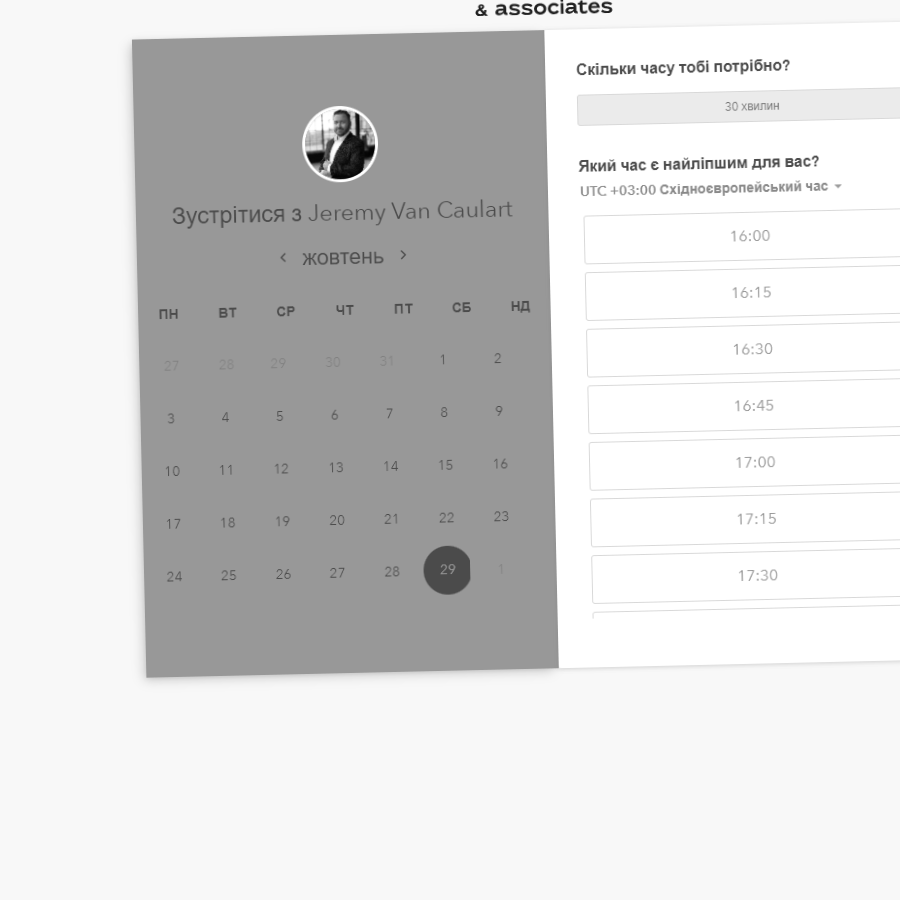 & associates
Зустрітися з Jeremy Van Caulart
жовтень
ПН ВТ СР ЧТ ПТ СБ НД
27 28 29 30 31 1 2
3 4 5 6 7 8 9
10 11 12 13 14 15 16
17 18 19 20 21 22 23
24 25 26 27 28 29 1
Скільки часу тобі потрібно?
30 хвилин
Який час є найліпшим для вас?
UTC +03:00 Східноєвропейський час
16:00
16:15
16:30
16:45
17:00
17:15
17:30